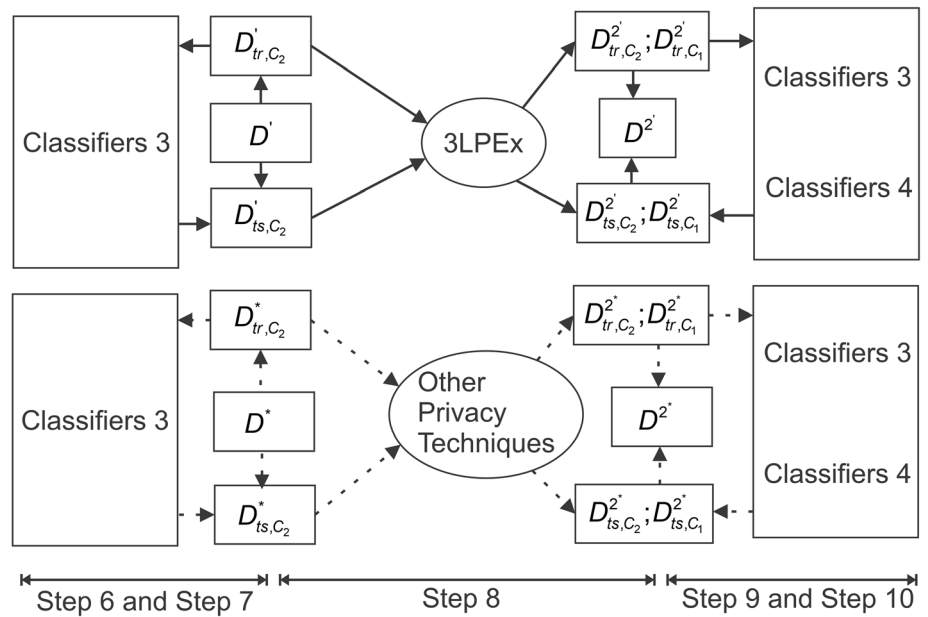 D'tr,C2
D2'tr,C2;D2'tr,C1
Classifiers 3
Classifiers 3
D'
3LPEx
D2'
Classifiers 4
D'ts,C2
D2'ts,C2;D2'ts,C1
D*tr,C2
D2*tr,C2;D2*tr,C1
Classifiers 3
Classifiers 3
D*
Other
Privacy
Techniques
D2*
Classifiers 4
D*ts,C2
D2*ts,C2;D2*ts,C1
Step 6 and Step 7
Step 8
Step 9 and Step 10